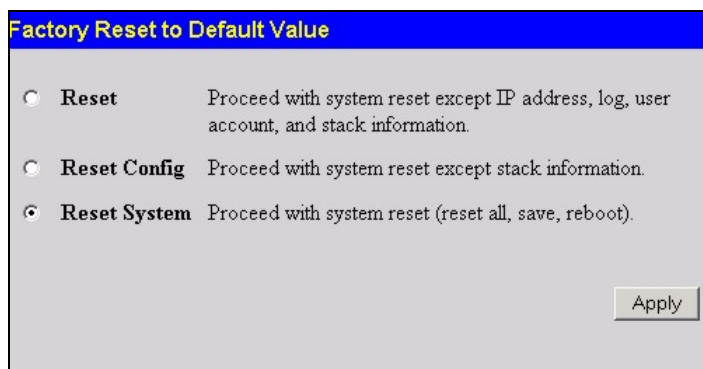 Factory Reset to Default Value
Reset Proceed with system reset except IP address, log, user
account, and stack information.
Reset Config Proceed with system reset except stack information.
Reset System Proceed with system reset (reset all, save, reboot).
Apply